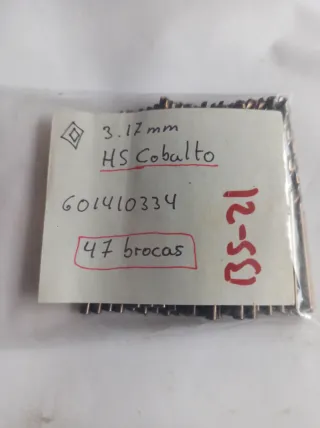 3.17mm
HS Cobalto
601410334
47 brocas
B5-21